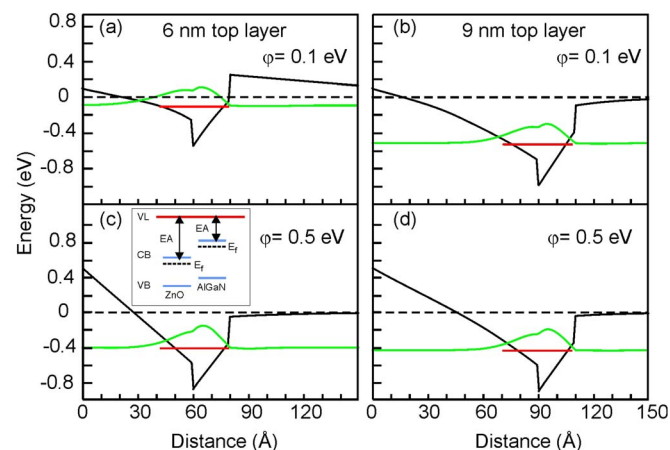 6 nm top layer
9 nm top layer
(a)
φ= 0.1 eV
(b)
φ= 0.1 eV
0.8
0.4
0
-0.4
-0.8
Energy (eV)
(c)
φ= 0.5 eV
(d)
φ= 0.5 eV
VL
EA
EA
CB
Ef
Ef
VB
ZnO
AlGaN
0.8
0.4
0
-0.4
-0.8
0 30 60 90 120
0 30 60 90 120 150
Distance (Å)
Distance (Å)